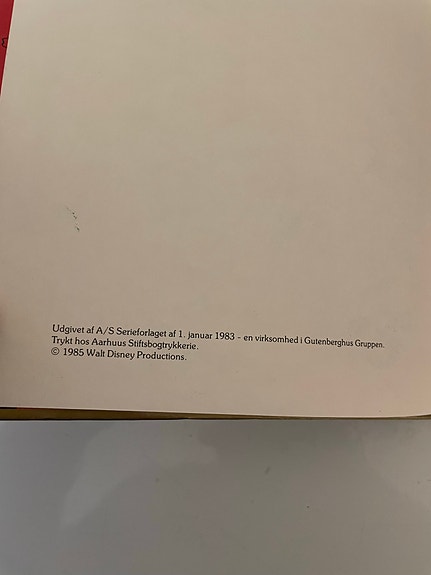 Udgivet af A/S Serieforlaget af 1. januar 1983 - en virksomhed i Gutenberghus Gruppen.
Trykt hos Aarhuus Stiftsbogtrykkerie.
© 1985 Walt Disney Productions.